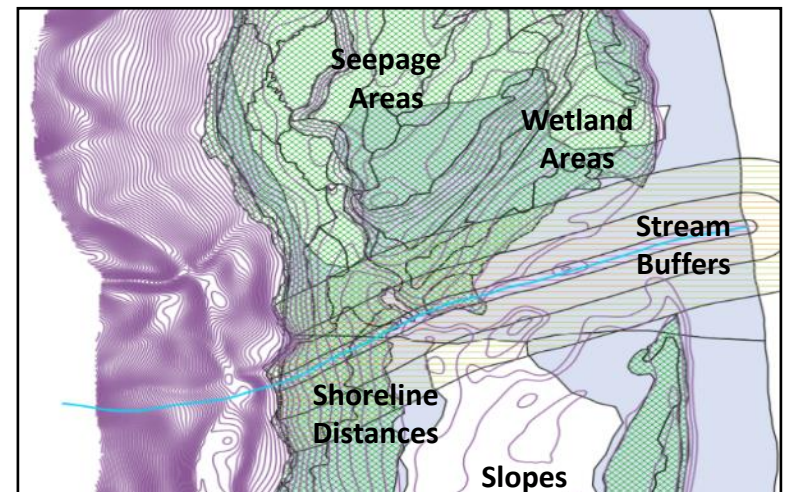 Seepage
Areas
Wetland
Areas
Stream
Buffers
Shoreline
Distances
Slopes